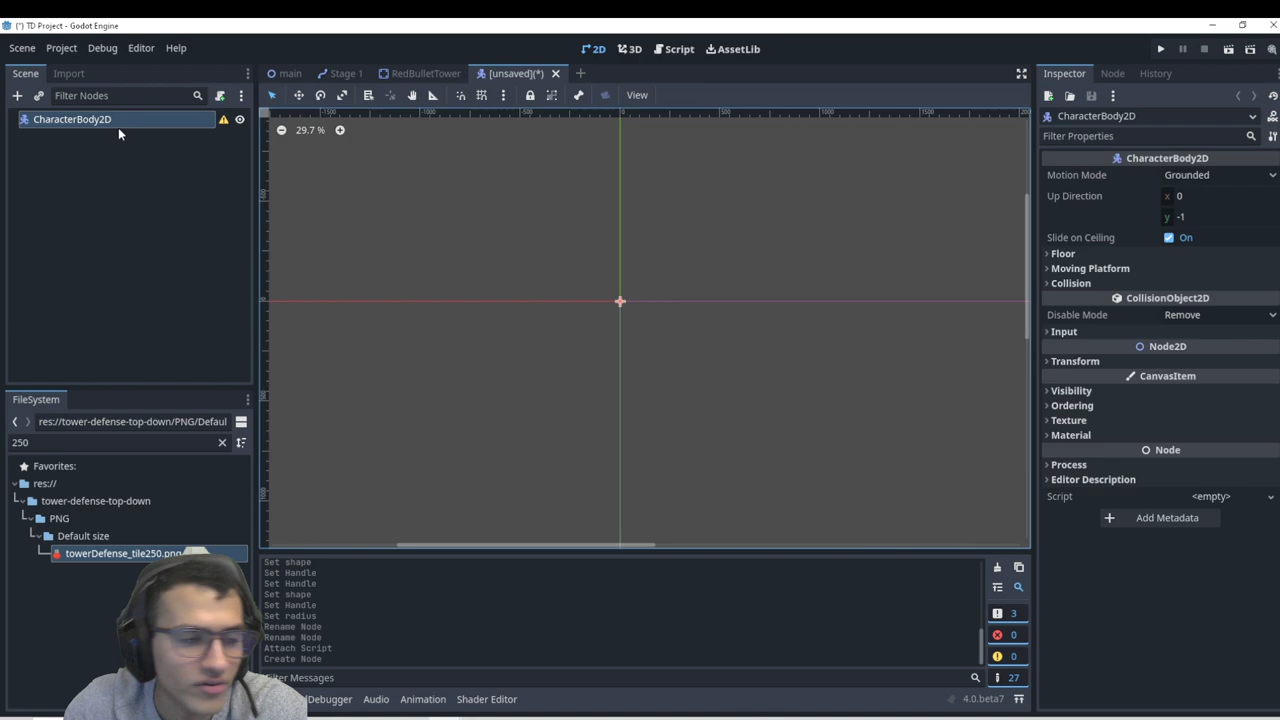 (*) TD Project - Godot Engine
Scene Project Debug Editor Help
2D 3D Script AssetLib
Scene Import
main Stage 1 RedBulletTower [unsaved](*)
Inspector Node History
Filter Nodes
View
CharacterBody2D
29.7 %
CharacterBody2D
Filter Properties
CharacterBody2D
Motion Mode Grounded
Up Direction x 0
y -1
Slide on Ceiling On
Floor
Moving Platform
Collision
CollisionObject2D
Disable Mode Remove
Input
Node2D
Transform
CanvasItem
Visibility
Ordering
Texture
Material
Node
Process
Editor Description
Script <empty>
Add Metadata
FileSystem
res://tower-defense-top-down/PNG/Defaul
250
Favorites:
res://
tower-defense-top-down
PNG
Default size
towerDefense_tile250.png
Set shape
Set Handle
Set Handle
Set shape
Set Handle
Set radius
Rename Node
Rename Node
Attach Script
Create Node
3
0
0
27
ilter Messages
Debugger Audio Animation Shader Editor
4.0.beta7